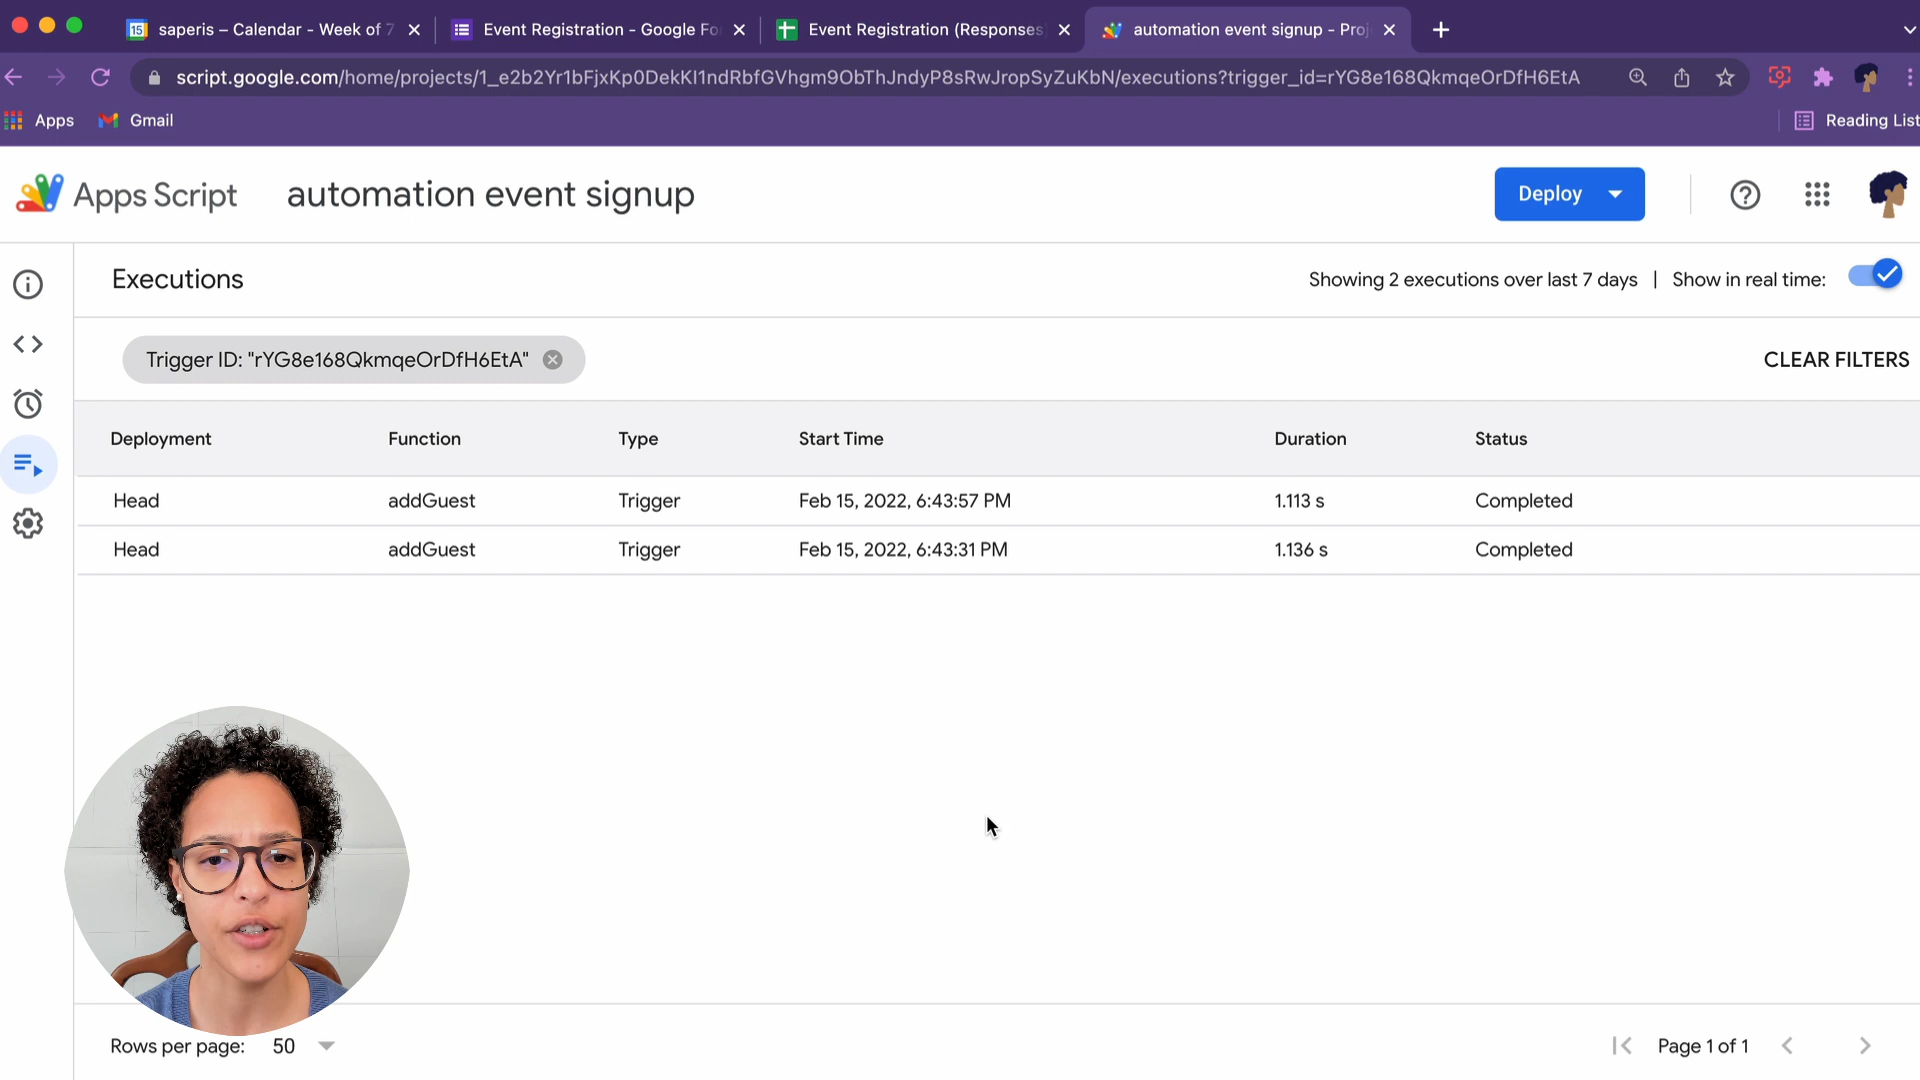 saperis – Calendar - Week of 7
Event Registration - Google Fo
Event Registration (Responses
automation event signup - Proj
script.google.com/home/projects/1_e2b2Yr1bFjxKp0DekKI1ndRbfGVhgm9ObThJndyP8sRwJropSyZuKbN/executions?trigger_id=rYG8e168QkmqeOrDfH6EtA
Apps
Gmail
Reading List
Apps Script
automation event signup
Deploy
Executions
Showing 2 executions over last 7 days | Show in real time:
Trigger ID: "rYG8e168QkmqeOrDfH6EtA"
CLEAR FILTERS
Deployment Function Type Start Time Duration Status
Head addGuest Trigger Feb 15, 2022, 6:43:57 PM 1.113 s Completed
Head addGuest Trigger Feb 15, 2022, 6:43:31 PM 1.136 s Completed
Rows per page: 50
Page 1 of 1